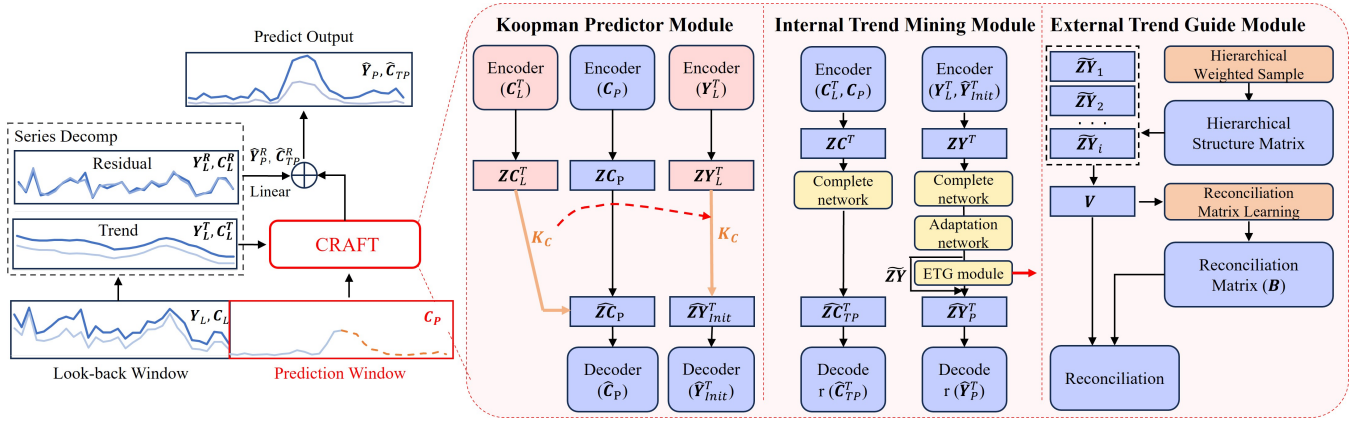 Predict Output
Ŷ_P, Ĉ_TP
Series Decomp
Residual
Y_L^R, C_L^R
Ŷ_P^R, Ĉ_TP^R
Linear
Trend
Y_L^T, C_L^T
CRAFT
Y_L, C_L
C_P
Look-back Window
Prediction Window
Koopman Predictor Module
Encoder
(C_L^T)
Encoder
(C_P)
Encoder
(Y_L^T)
ZC_L^T
ZC_P
ZY_L^T
K_C
K_C
ẐC_P
ẐY_Init^T
Decoder
(Ĉ_P)
Decoder
(Ŷ_Init^T)
Internal Trend Mining Module
Encoder
(C_L^T, C_P)
Encoder
(Y_L^T, Ŷ_Init^T)
ZC^T
ZY^T
Complete
network
Complete
network
Adaptation
network
Z̃Y
ETG module
ẐC_TP^T
ẐY_P^T
Decode
r (Ĉ_TP^T)
Decode
r (Ŷ_P^T)
External Trend Guide Module
Z̃Y_1
Z̃Y_2
. . .
Z̃Y_i
Hierarchical
Weighted Sample
Hierarchical
Structure Matrix
V
Reconciliation
Matrix Learning
Reconciliation
Matrix (B)
Reconciliation